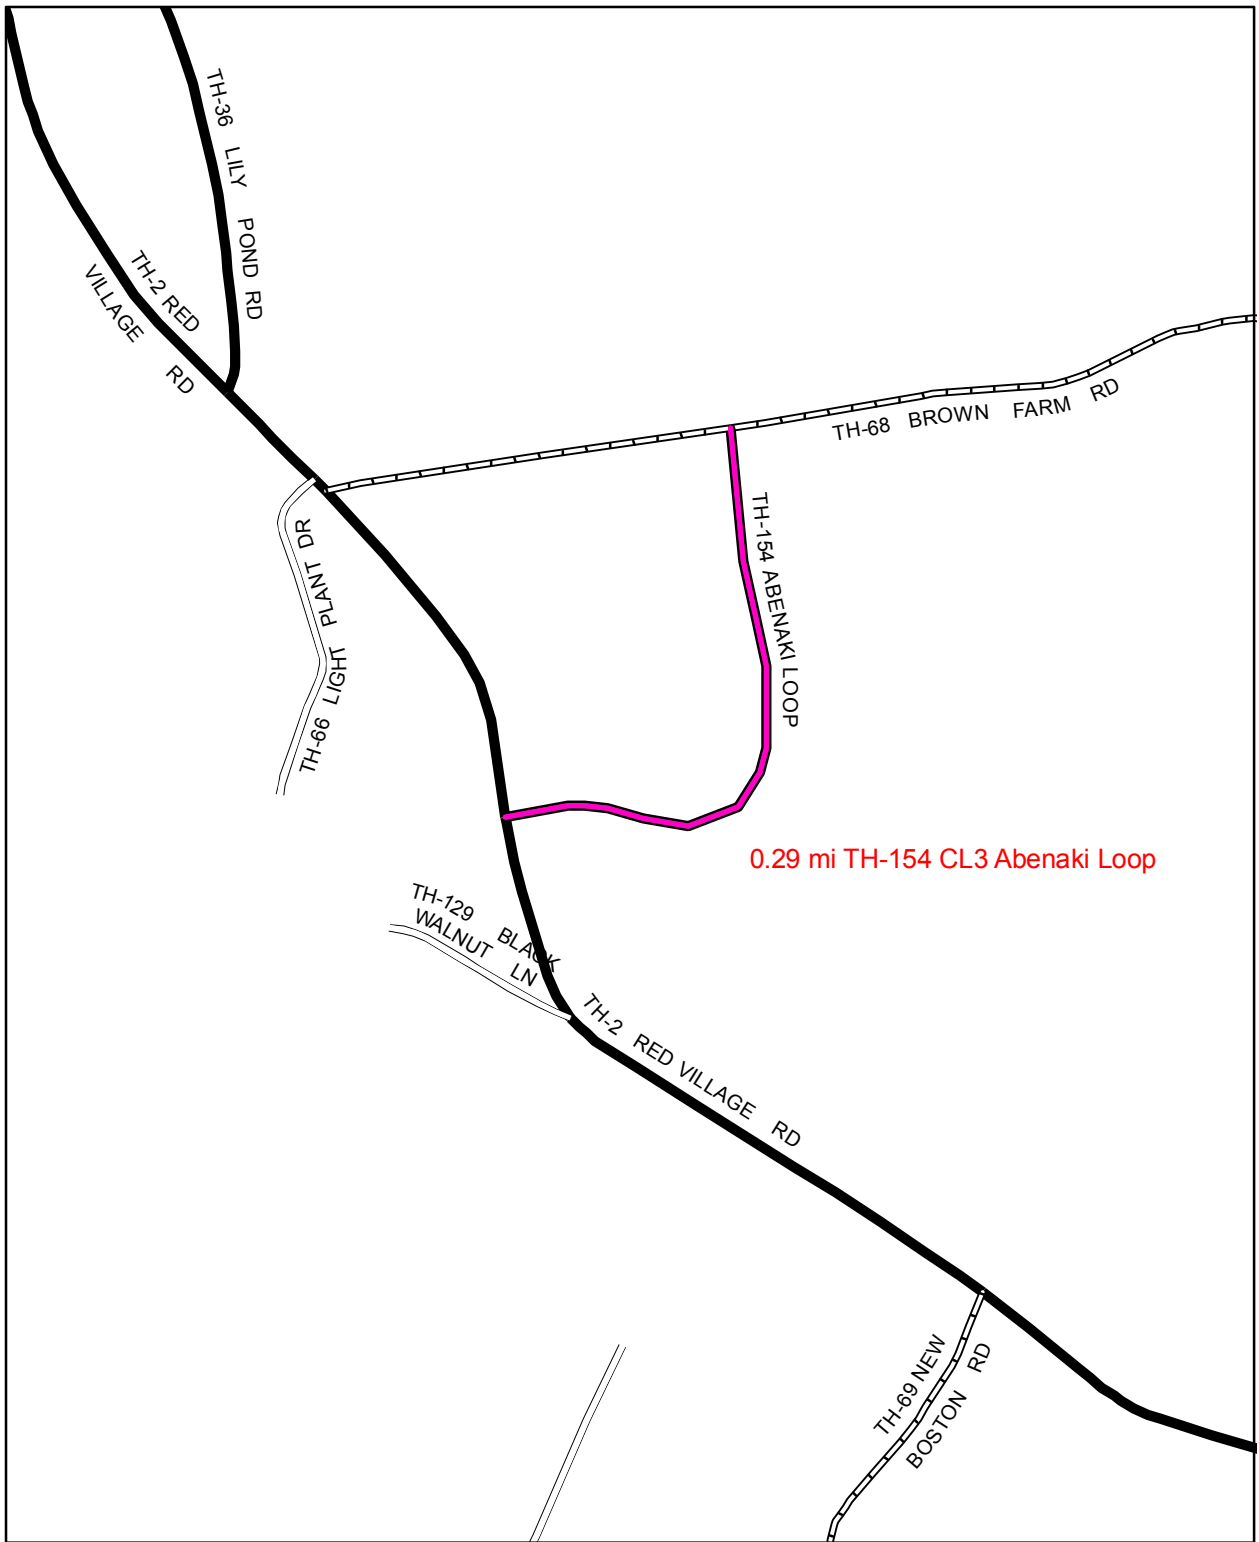 TH-36 LILY POND RD
TH-2 RED
VILLAGE RD
TH-68 BROWN FARM RD
TH-154 ABENAKI LOOP
TH-66 LIGHT PLANT DR
0.29 mi TH-154 CL3 Abenaki Loop
TH-129 BLACK
WALNUT LN
TH-2 RED VILLAGE RD
TH-69 NEW
BOSTON RD